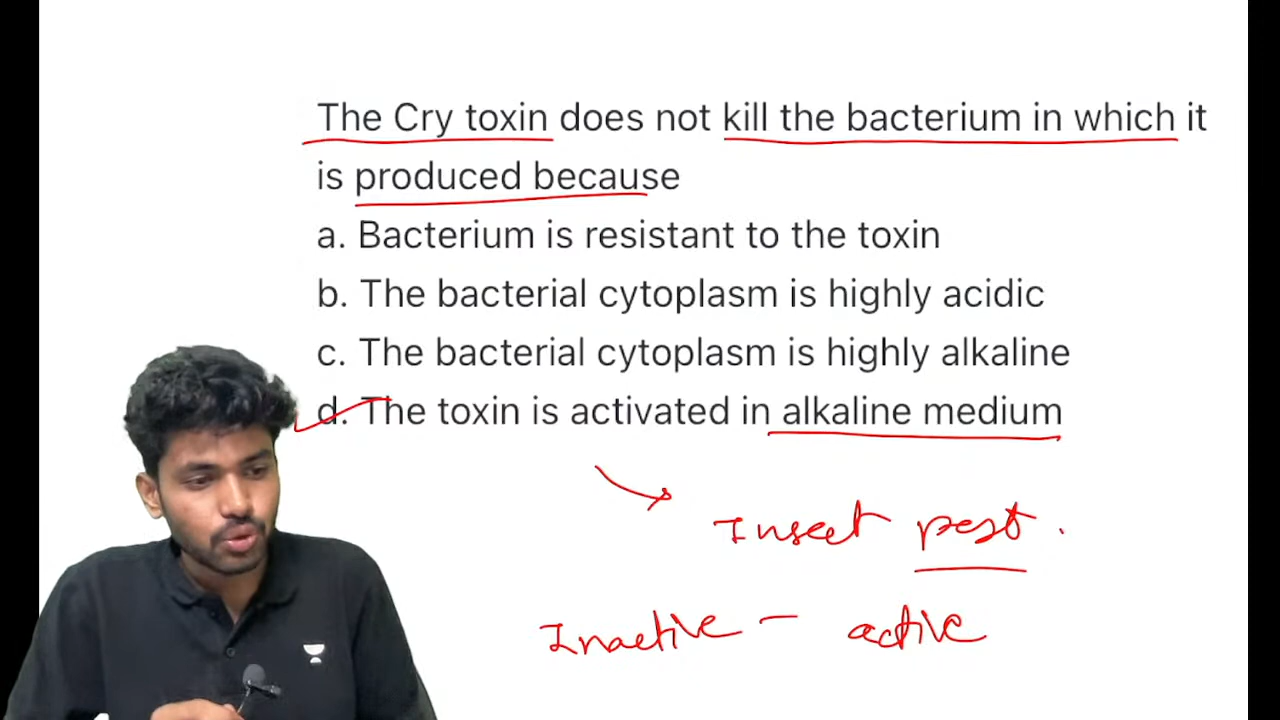 The Cry toxin does not kill the bacterium in which it
is produced because
a. Bacterium is resistant to the toxin
b. The bacterial cytoplasm is highly acidic
c. The bacterial cytoplasm is highly alkaline
d. The toxin is activated in alkaline medium
Insect pest.
Inactive - active